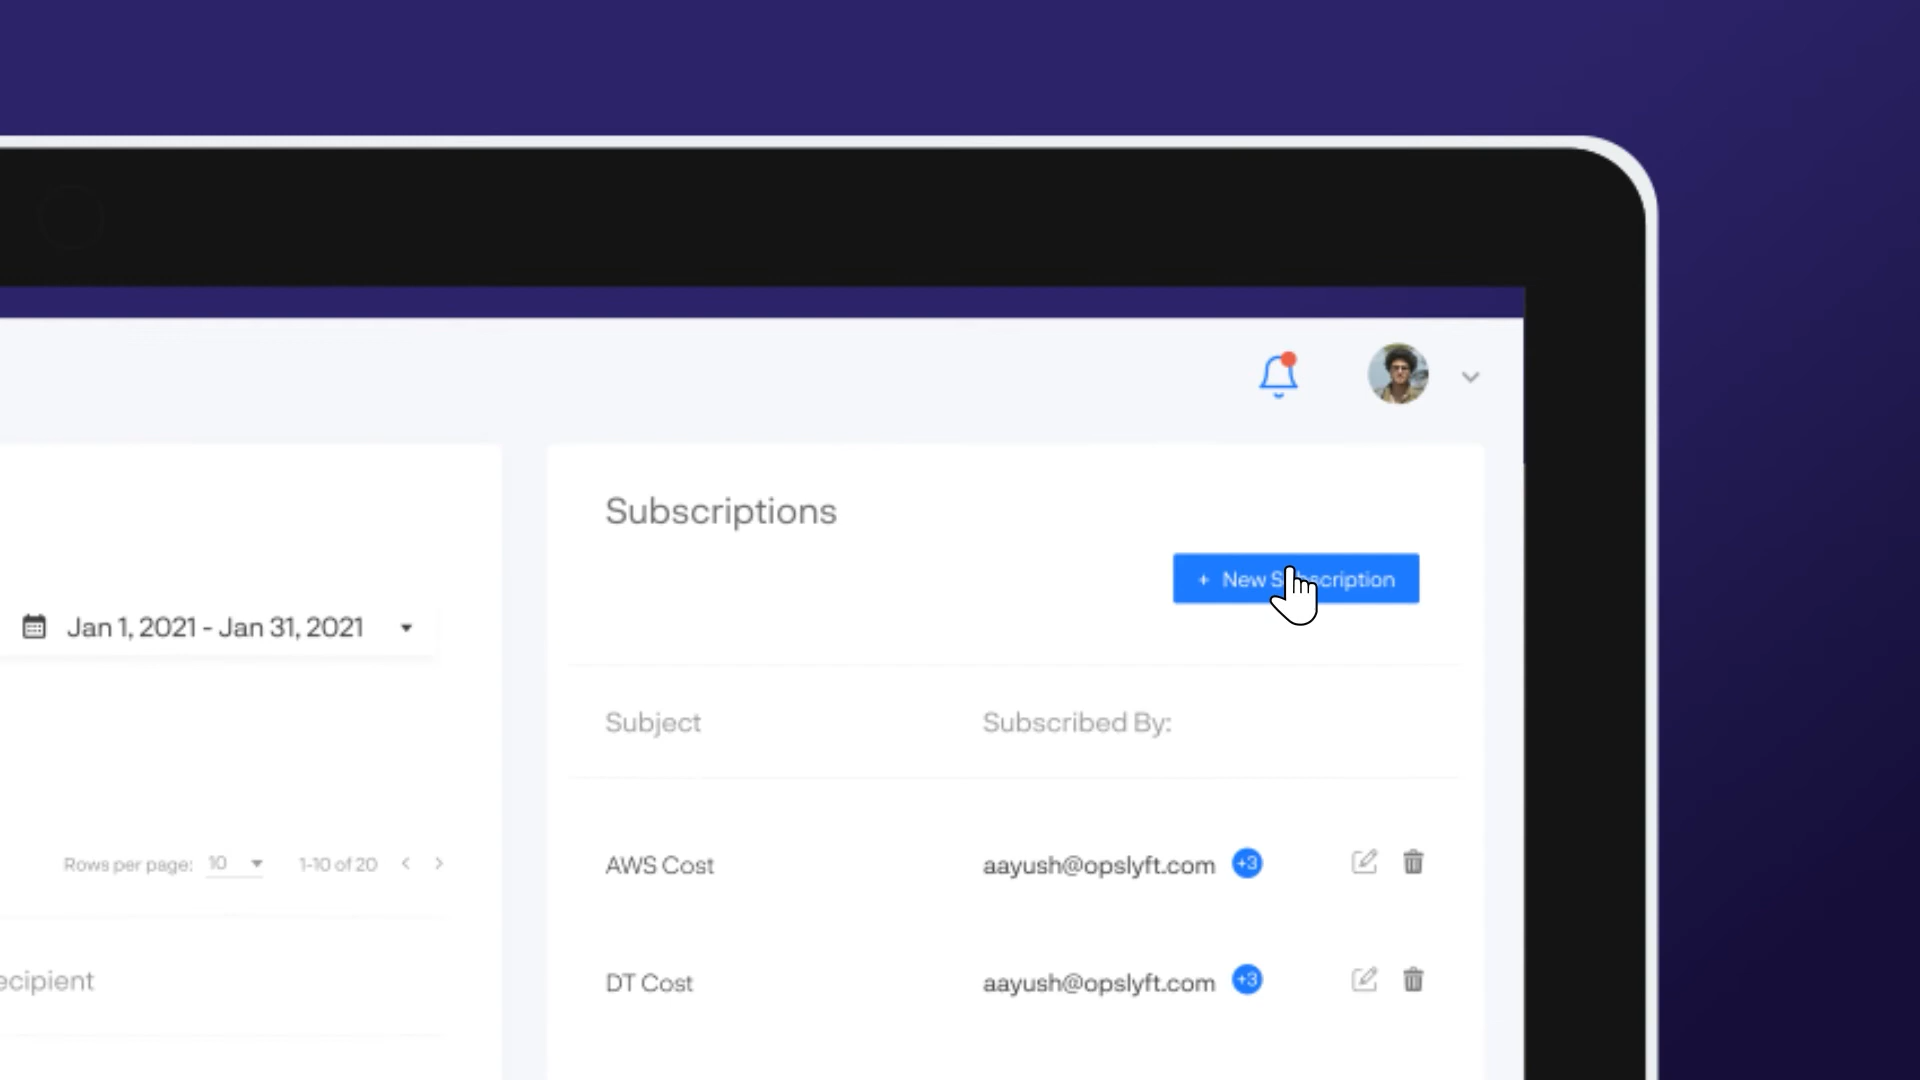 Subscriptions
+ New Subscription
Jan 1, 2021 - Jan 31, 2021
Subject
Subscribed By:
Rows per page: 10
1-10 of 20
AWS Cost
aayush@opslyft.com +3
ecipient
DT Cost
aayush@opslyft.com +3